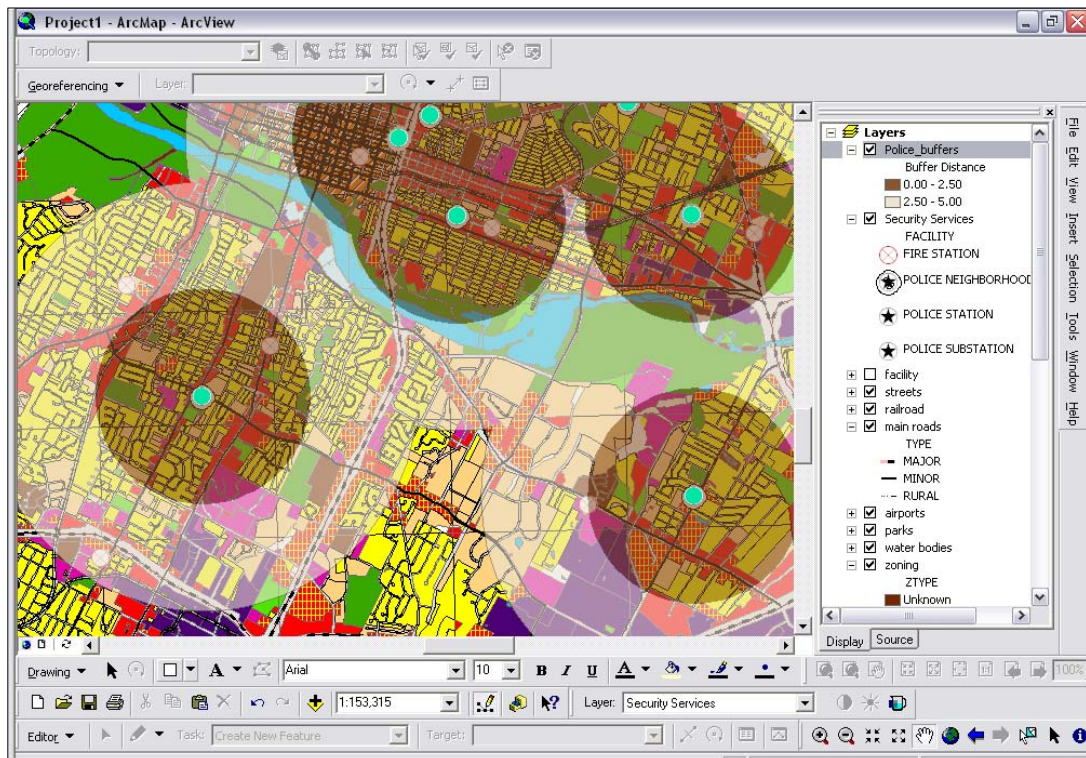 Project1 - ArcMap - ArcView
Topology:
Georeferencing
Layer:
Layers
Police_buffers
Buffer Distance
0.00 - 2.50
2.50 - 5.00
Security Services
FACILITY
FIRE STATION
POLICE NEIGHBORHOOD
POLICE STATION
POLICE SUBSTATION
facility
streets
railroad
main roads
TYPE
MAJOR
MINOR
RURAL
airports
parks
water bodies
zoning
ZTYPE
Unknown
Display Source
File Edit View Insert Selection Tools Window Help
Drawing A Arial 10 B I U A 1:1 100%
1:153,315 Layer: Security Services
Editor Task: Create New Feature Target: